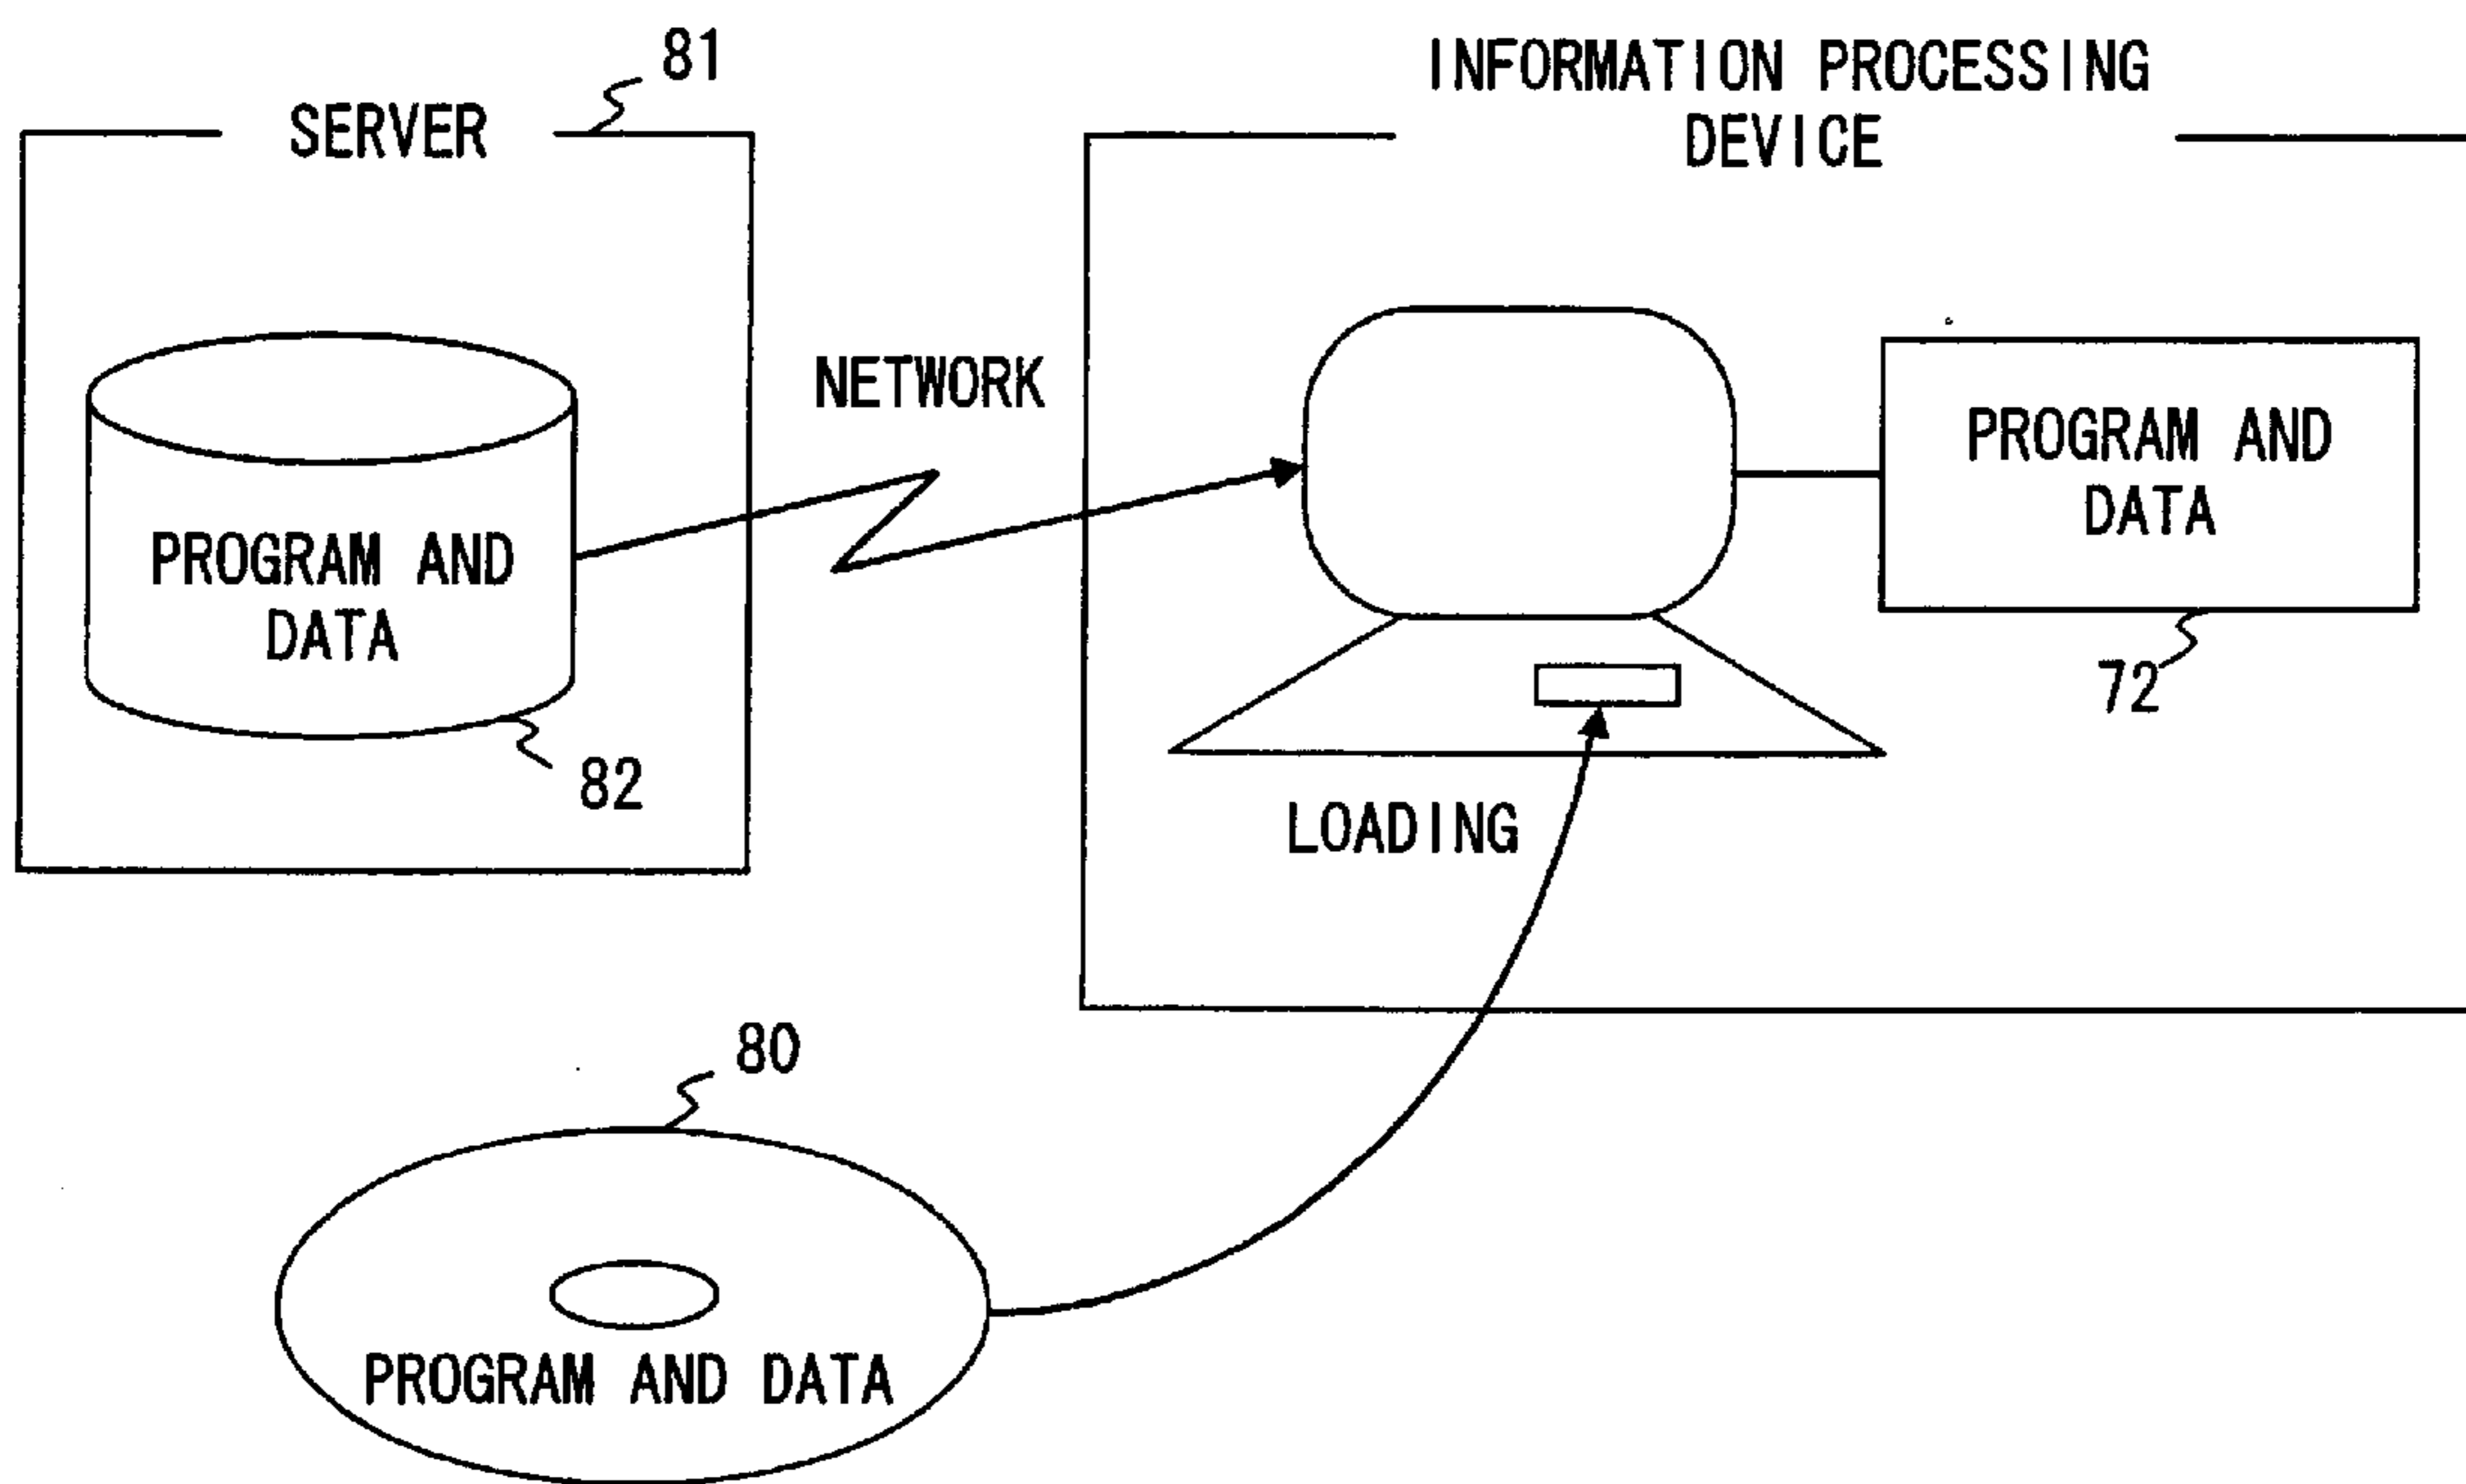 81
SERVER
INFORMATION PROCESSING
DEVICE
NETWORK
PROGRAM AND
DATA
PROGRAM AND
DATA
72
82
LOADING
80
PROGRAM AND DATA